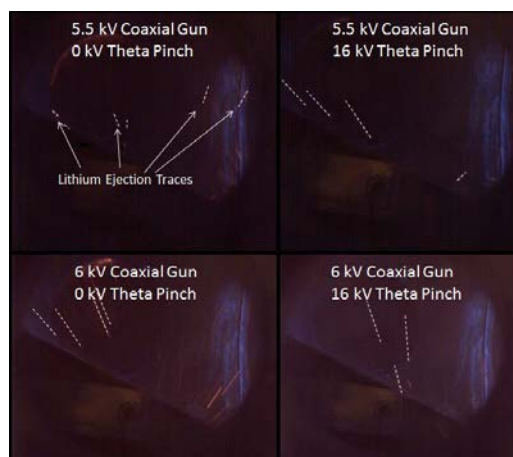 5.5 kV Coaxial Gun
0 kV Theta Pinch
5.5 kV Coaxial Gun
16 kV Theta Pinch
Lithium Ejection Traces
6 kV Coaxial Gun
0 kV Theta Pinch
6 kV Coaxial Gun
16 kV Theta Pinch